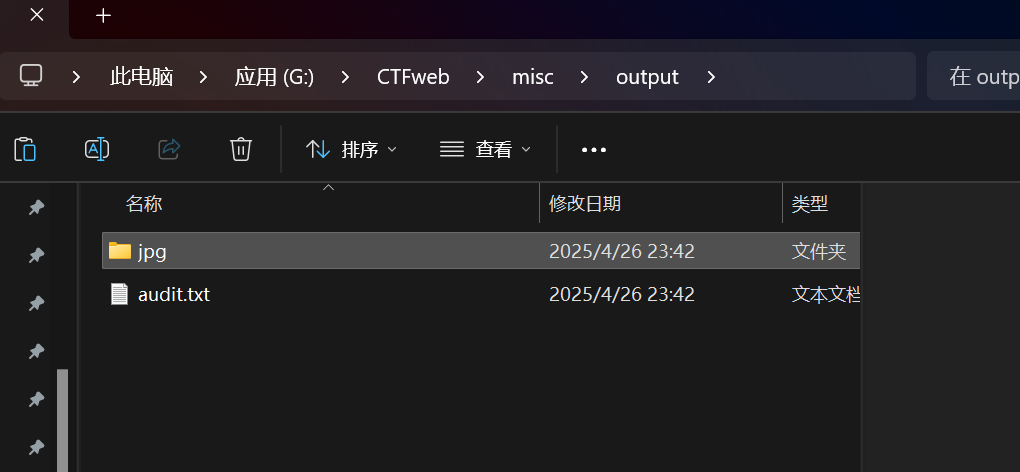 此电脑 应用 (G:) CTFweb misc output 在 outp
排序 查看
名称 修改日期 类型
jpg 2025/4/26 23:42 文件夹
audit.txt 2025/4/26 23:42 文本文档